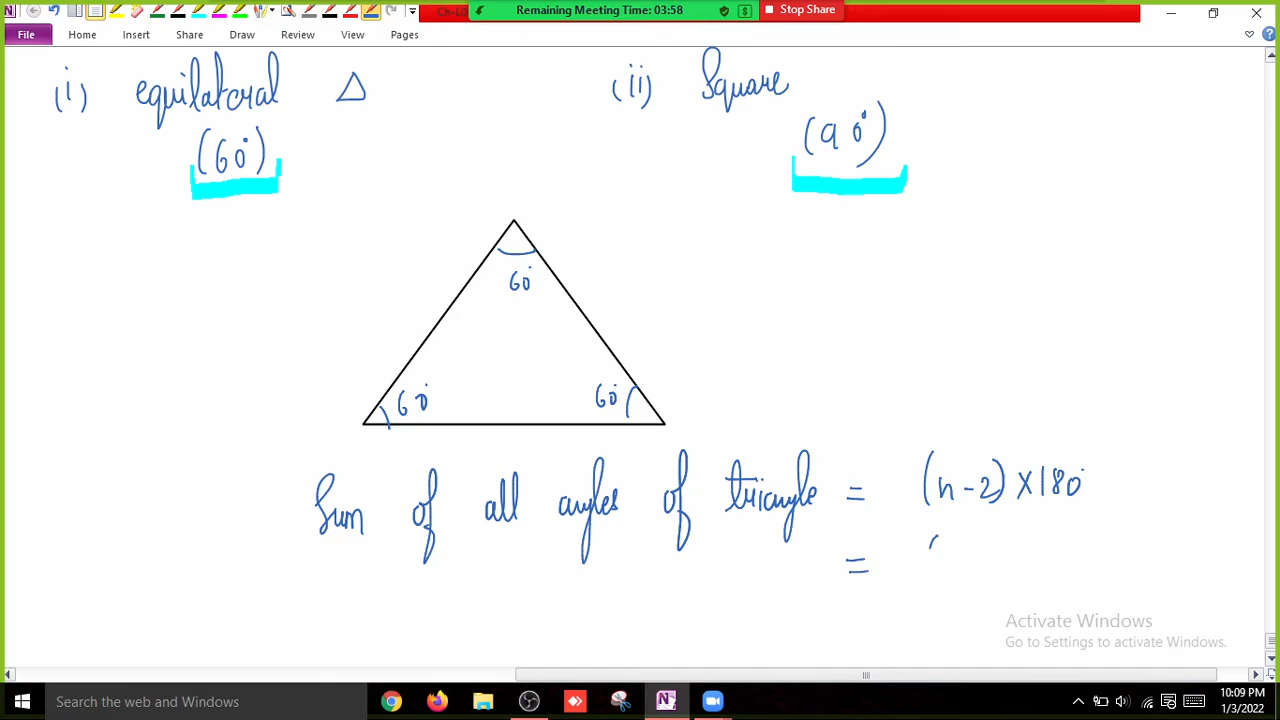 Remaining Meeting Time: 03:58
Stop Share
File Home Insert Share Draw Review View Pages
(i) equilateral △ (ii) Square
(60°) (90°)
60°
60° 60°
Sum of all angles of triangle = (n-2)×180°
= (
Activate Windows
Go to Settings to activate Windows.
Search the web and Windows
10:09 PM
1/3/2022